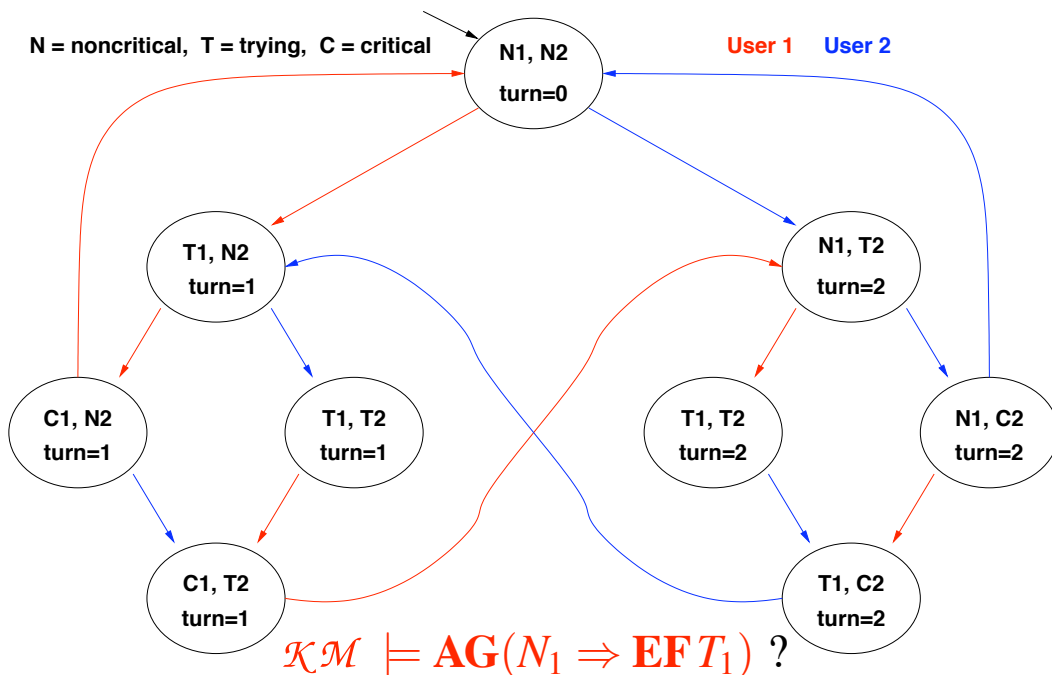 N = noncritical, T = trying, C = critical
User 1 User 2
N1, N2
turn=0
T1, N2
turn=1
N1, T2
turn=2
C1, N2
turn=1
T1, T2
turn=1
T1, T2
turn=2
N1, C2
turn=2
C1, T2
turn=1
T1, C2
turn=2
𝒦ℳ ⊨ AG(N₁ ⇒ EF T₁) ?